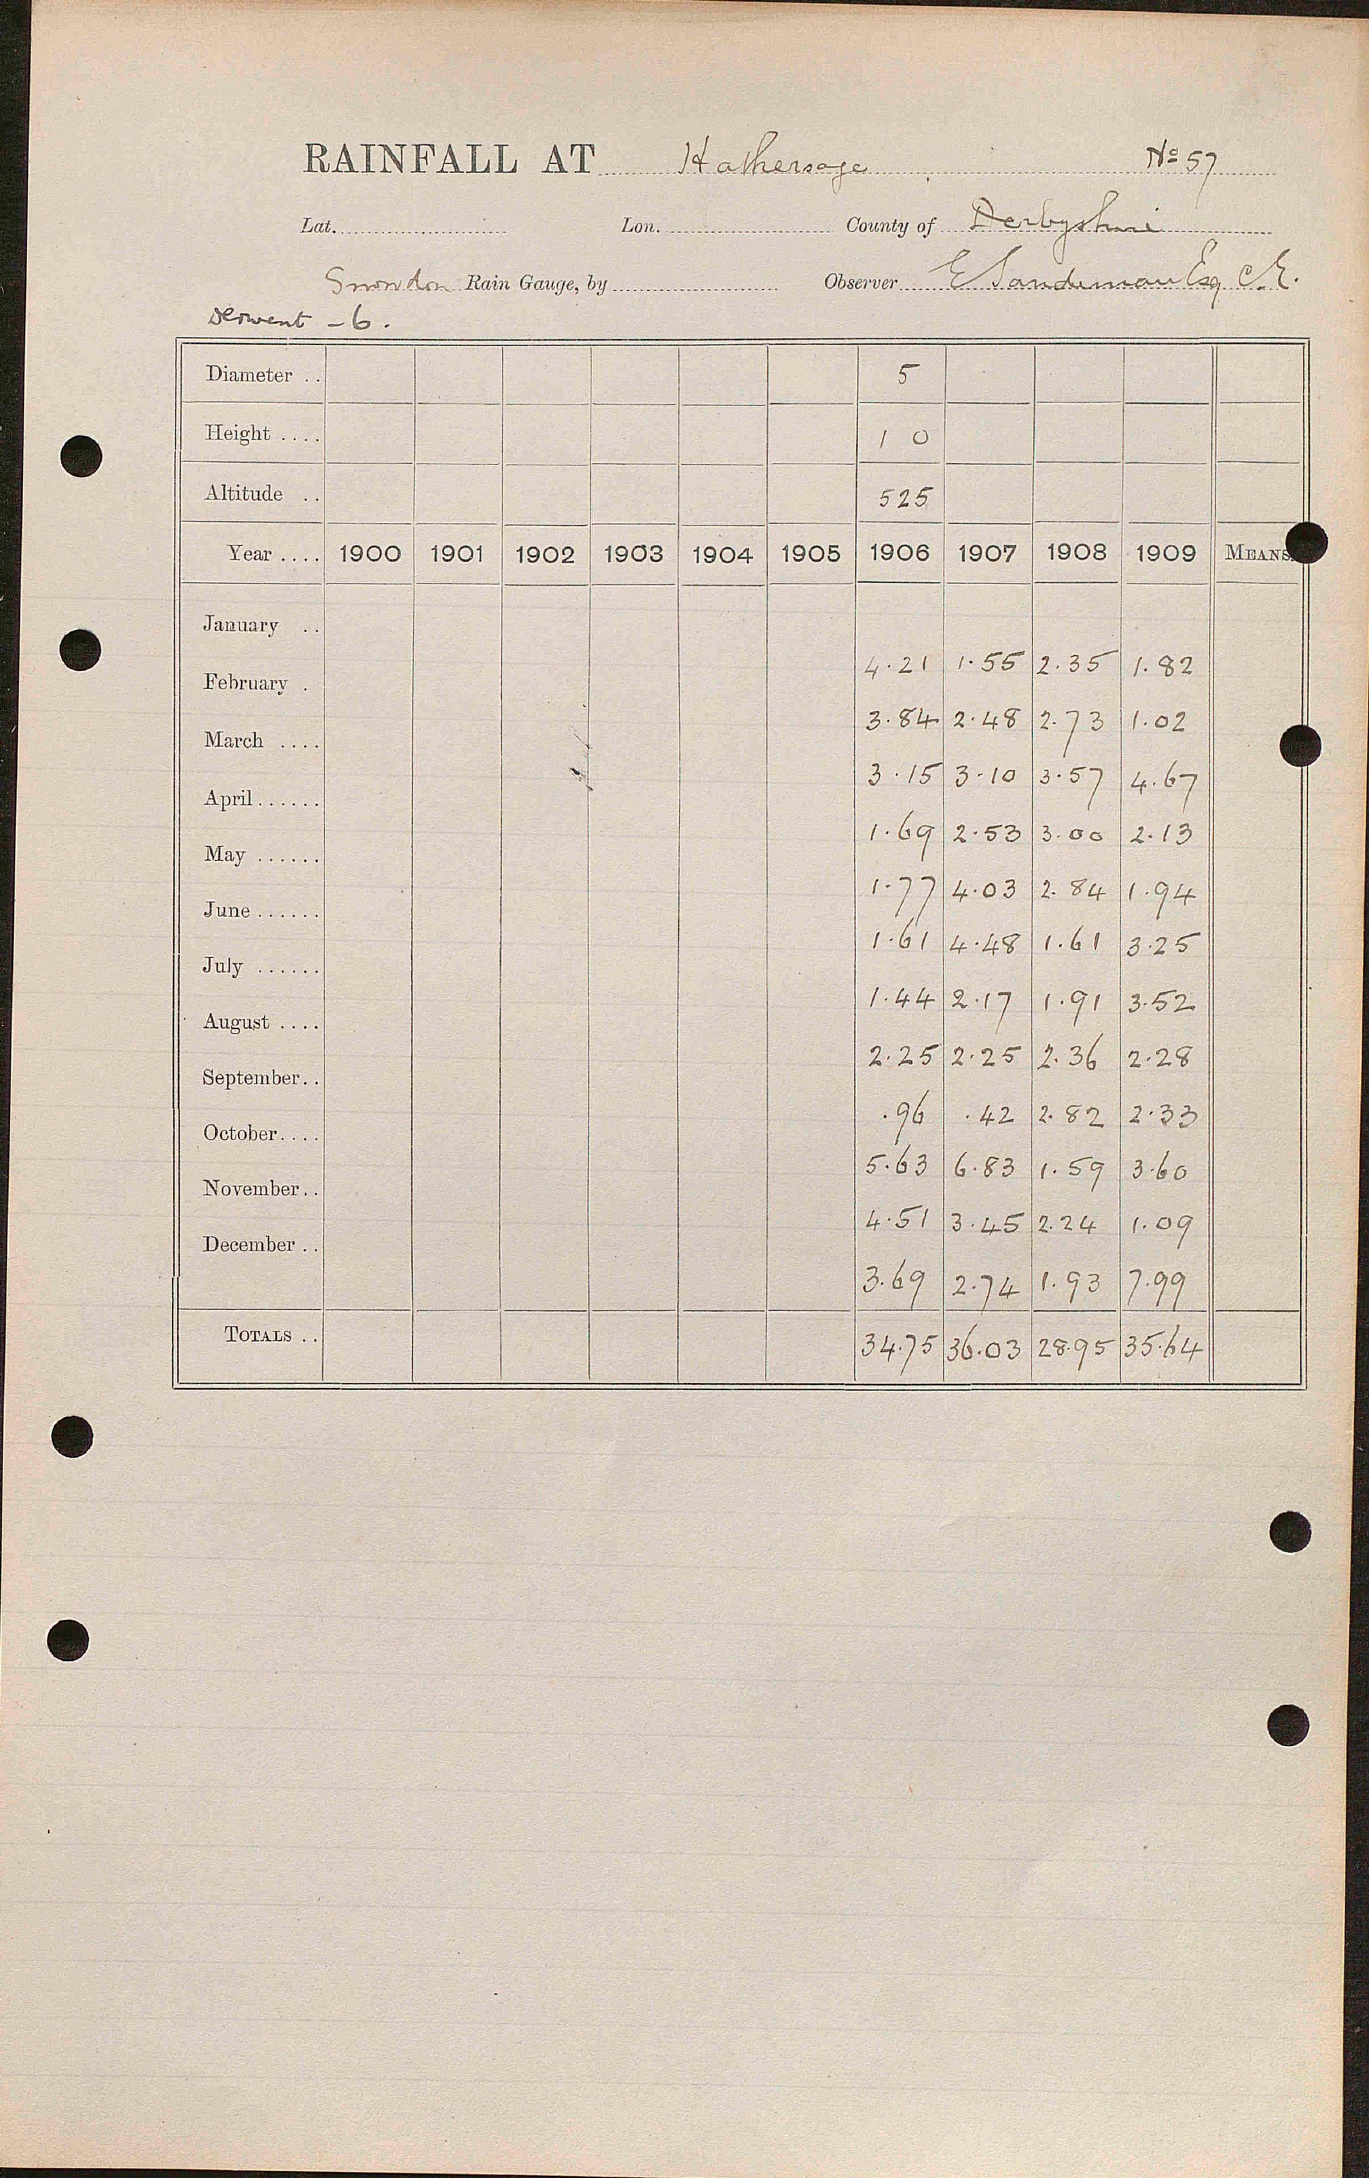 RAINFALL AT Hathersage No 57
Lat. Lon. County of Derbyshire
Snowdon Rain Gauge, by Observer E Sandeman Esq C.E.
Derwent - 6.
Diameter .. 5
Height .... 1 0
Altitude .. 525
Year .... 1900 1901 1902 1903 1904 1905 1906 1907 1908 1909 MEANS.
January .. 4.21 1.55 2.35 1.82
February . 3.84 2.48 2.73 1.02
March .... 3.15 3.10 3.57 4.67
April ...... 1.69 2.53 3.00 2.13
May ...... 1.77 4.03 2.84 1.94
June ...... 1.61 4.48 1.61 3.25
July ...... 1.44 2.17 1.91 3.52
August .... 2.25 2.25 2.36 2.28
September.. .96 .42 2.82 2.33
October.... 5.63 6.83 1.59 3.60
November.. 4.51 3.45 2.24 1.09
December .. 3.69 2.74 1.93 7.99
TOTALS .. 34.75 36.03 28.95 35.64